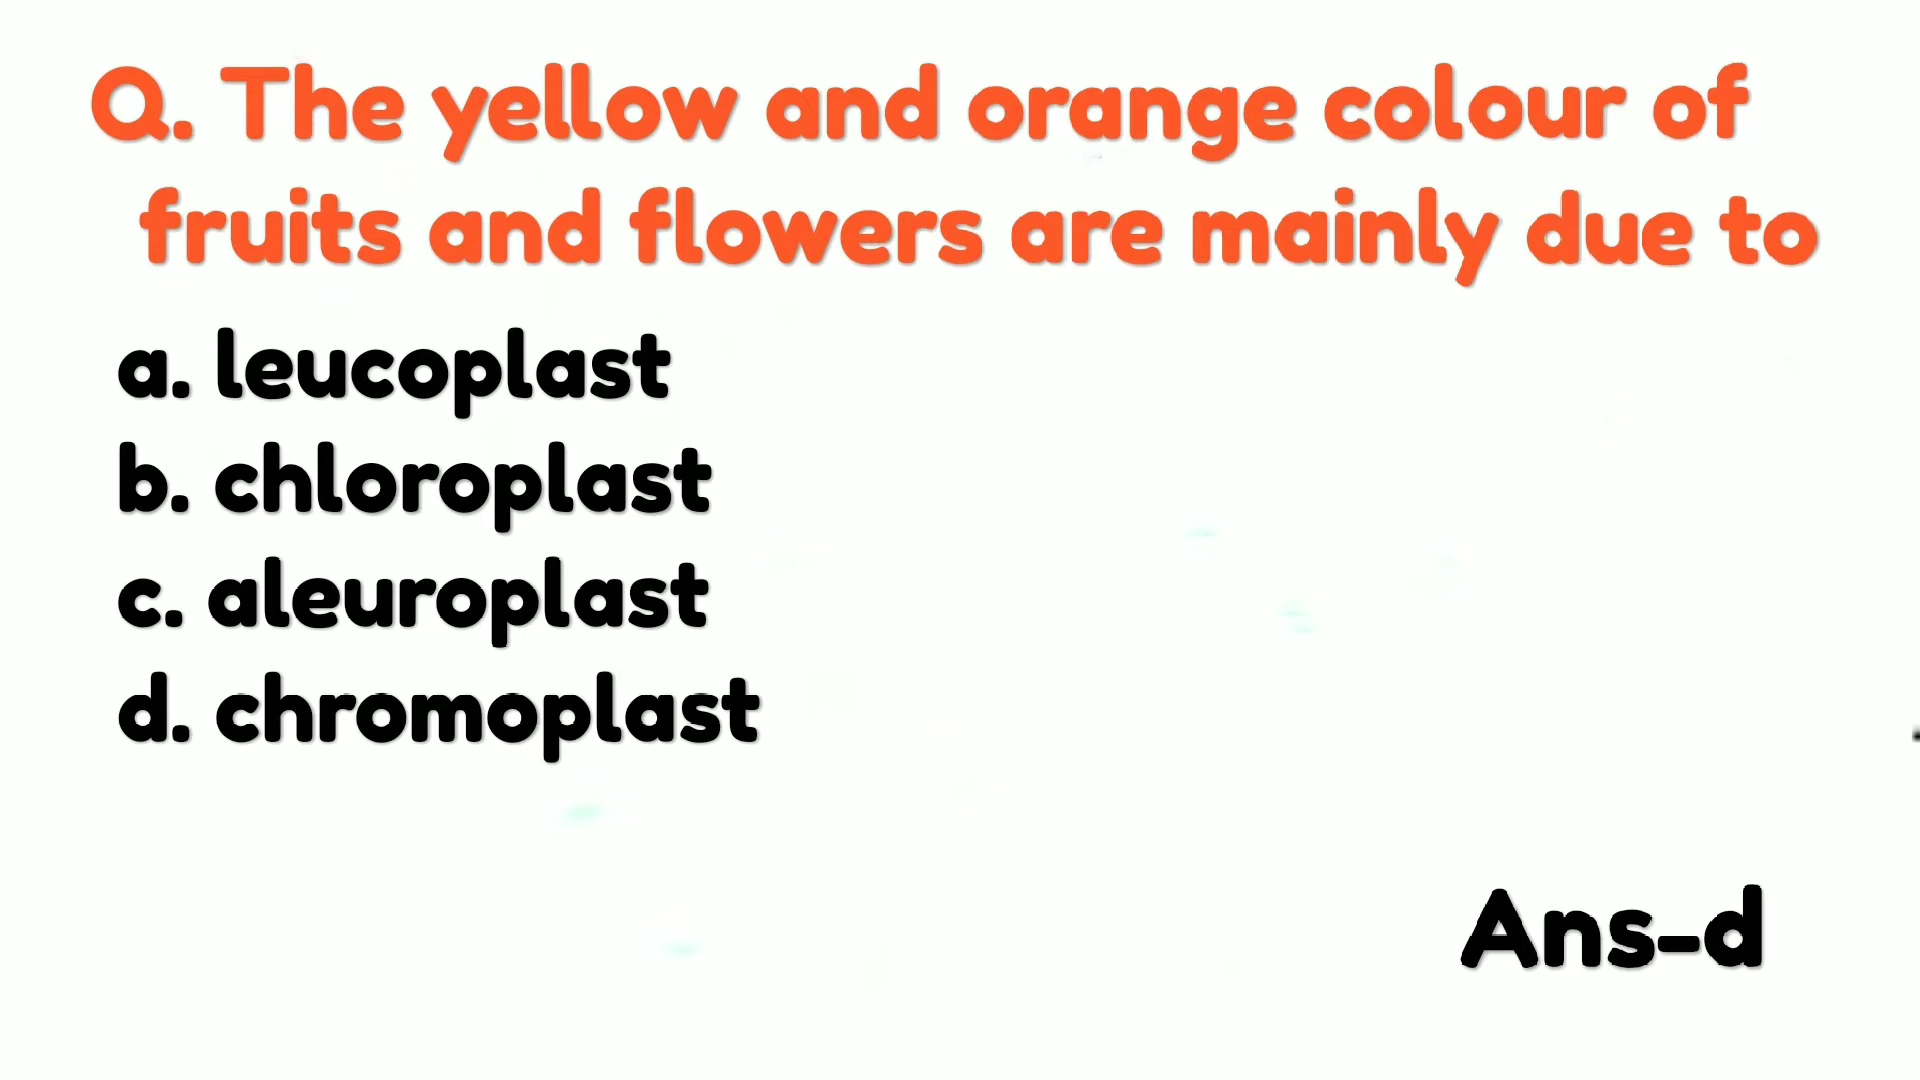 Q. The yellow and orange colour of
fruits and flowers are mainly due to
a. leucoplast
b. chloroplast
c. aleuroplast
d. chromoplast
Ans-d